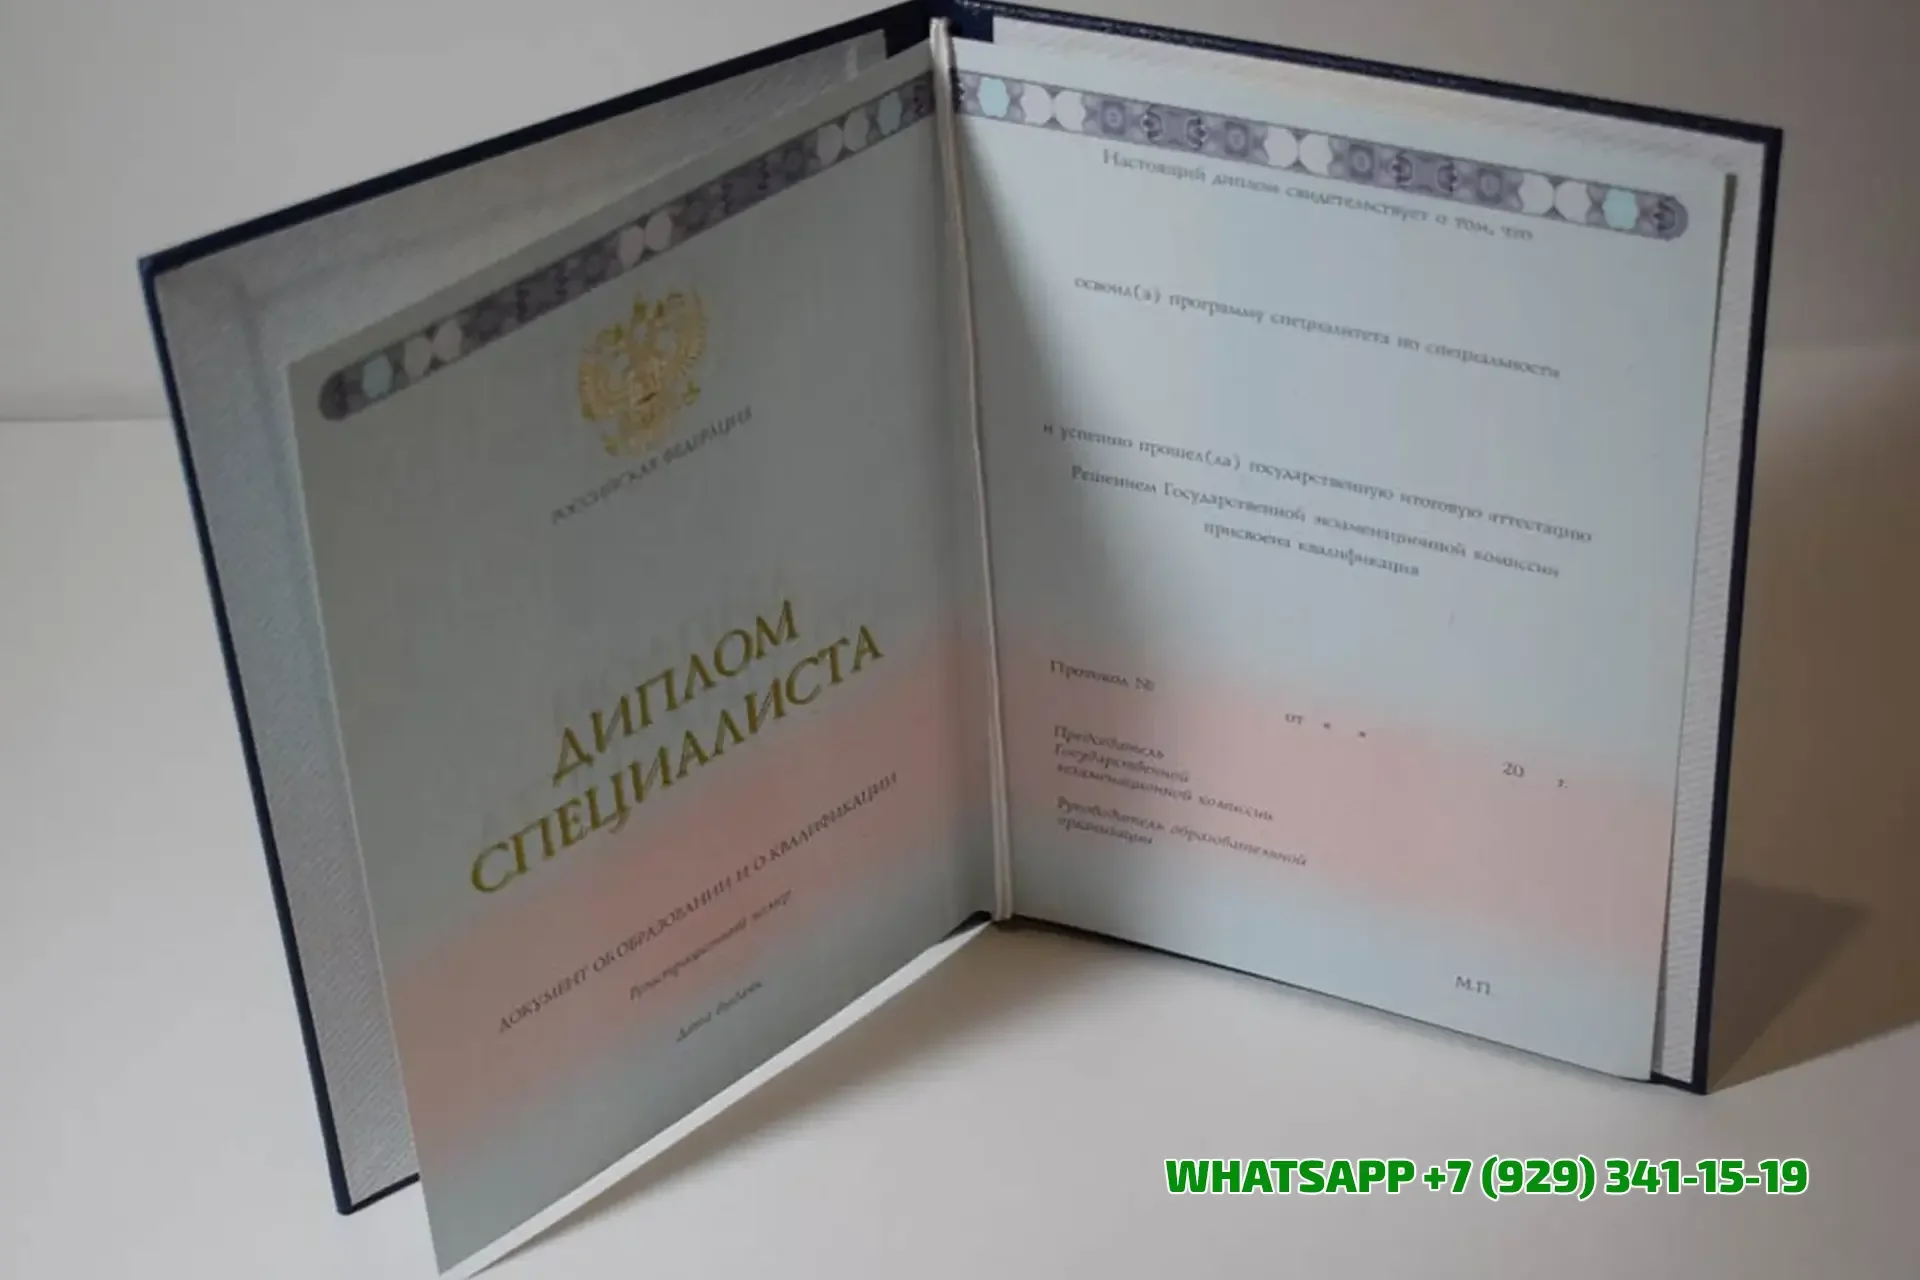 РОССИЙСКАЯ ФЕДЕРАЦИЯ
ДИПЛОМ
СПЕЦИАЛИСТА
ДОКУМЕНТ ОБ ОБРАЗОВАНИИ И О КВАЛИФИКАЦИИ
Регистрационный номер
Дата выдачи
Настоящий диплом свидетельствует о том, что
освоил(а) программу специалитета по специальности
и успешно прошел(ла) государственную итоговую аттестацию
Решением Государственной экзаменационной комиссии
присвоена квалификация
Протокол №
от « »
20 г.
Председатель
Государственной
экзаменационной комиссии
Руководитель образовательной
организации
М.П.
WHATSAPP +7 (929) 341-15-19